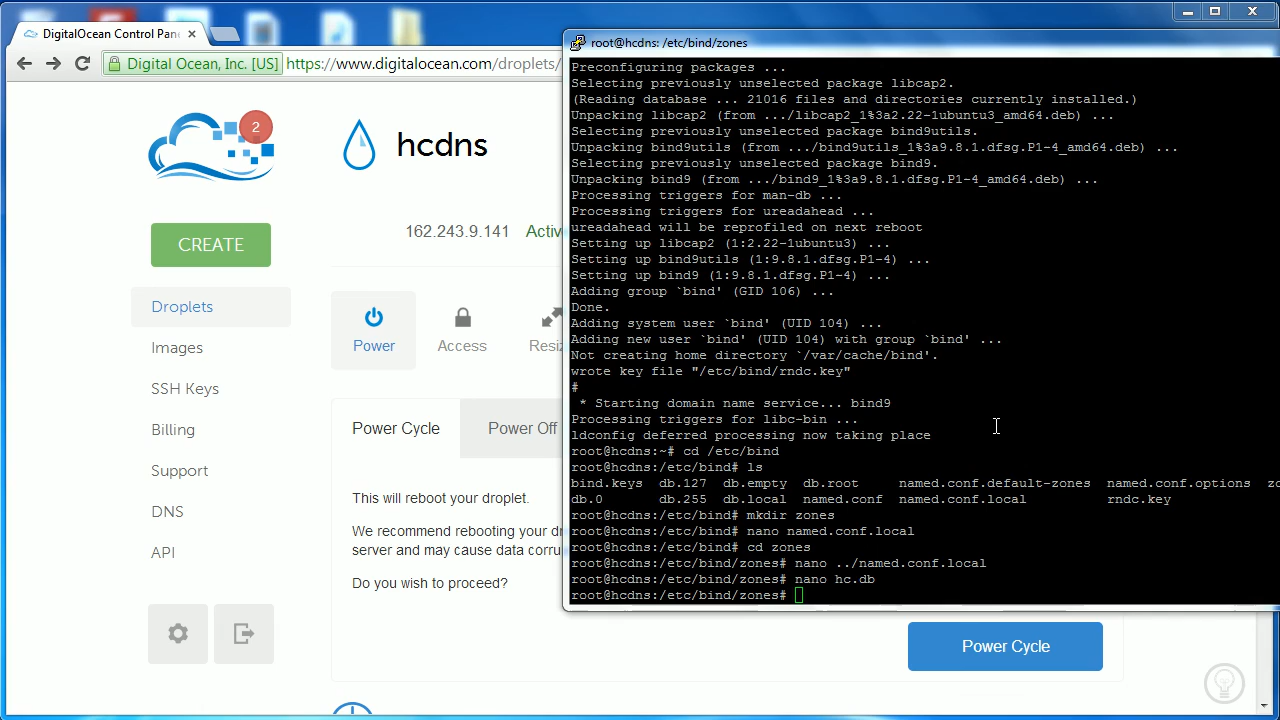 DigitalOcean Control Pan
Digital Ocean, Inc. [US]
https://www.digitalocean.com/droplets/
2
hcdns
162.243.9.141 Activ
CREATE
Droplets
Images
SSH Keys
Billing
Support
DNS
API
Power
Access
Resiz
Power Cycle
Power Off
This will reboot your droplet.
We recommend rebooting your dr
server and may cause data corru
Do you wish to proceed?
Power Cycle
root@hcdns: /etc/bind/zones
Preconfiguring packages ...
Selecting previously unselected package libcap2.
(Reading database ... 21016 files and directories currently installed.)
Unpacking libcap2 (from .../libcap2_1%3a2.22-1ubuntu3_amd64.deb) ...
Selecting previously unselected package bind9utils.
Unpacking bind9utils (from .../bind9utils_1%3a9.8.1.dfsg.P1-4_amd64.deb) ...
Selecting previously unselected package bind9.
Unpacking bind9 (from .../bind9_1%3a9.8.1.dfsg.P1-4_amd64.deb) ...
Processing triggers for man-db ...
Processing triggers for ureadahead ...
ureadahead will be reprofiled on next reboot
Setting up libcap2 (1:2.22-1ubuntu3) ...
Setting up bind9utils (1:9.8.1.dfsg.P1-4) ...
Setting up bind9 (1:9.8.1.dfsg.P1-4) ...
Adding group `bind' (GID 106) ...
Done.
Adding system user `bind' (UID 104) ...
Adding new user `bind' (UID 104) with group `bind' ...
Not creating home directory `/var/cache/bind'.
wrote key file "/etc/bind/rndc.key"
#
* Starting domain name service... bind9
Processing triggers for libc-bin ...
ldconfig deferred processing now taking place
root@hcdns:~# cd /etc/bind
root@hcdns:/etc/bind# ls
bind.keys db.127 db.empty db.root named.conf.default-zones named.conf.options zo
db.0 db.255 db.local named.conf named.conf.local rndc.key
root@hcdns:/etc/bind# mkdir zones
root@hcdns:/etc/bind# nano named.conf.local
root@hcdns:/etc/bind# cd zones
root@hcdns:/etc/bind/zones# nano ../named.conf.local
root@hcdns:/etc/bind/zones# nano hc.db
root@hcdns:/etc/bind/zones#